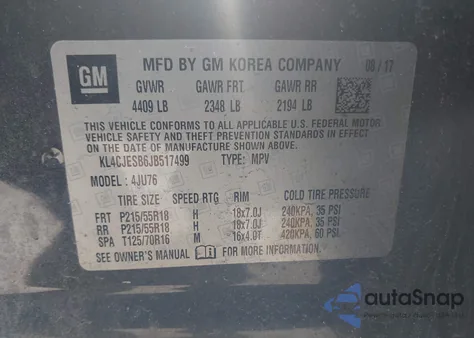 GM
MFD BY GM KOREA COMPANY 08/17
GVWR GAWR FRT GAWR RR
4409 LB 2348 LB 2194 LB
THIS VEHICLE CONFORMS TO ALL APPLICABLE U.S. FEDERAL MOTOR
VEHICLE SAFETY, BUMPER, AND THEFT PREVENTION STANDARDS IN EFFECT
ON THE DATE OF MANUFACTURE SHOWN ABOVE.
KL4CJESB6JB517499 TYPE: MPV
MODEL: 4JU76
TIRE SIZE SPEED RTG RIM COLD TIRE PRESSURE
FRT P215/55R18 H 18x7.0J 240KPA, 35 PSI
RR P215/55R18 H 18x7.0J 240KPA, 35 PSI
SPA T125/70R16 M 16x4.0T 420KPA, 60 PSI
SEE OWNER'S MANUAL FOR MORE INFORMATION.
autoSnap